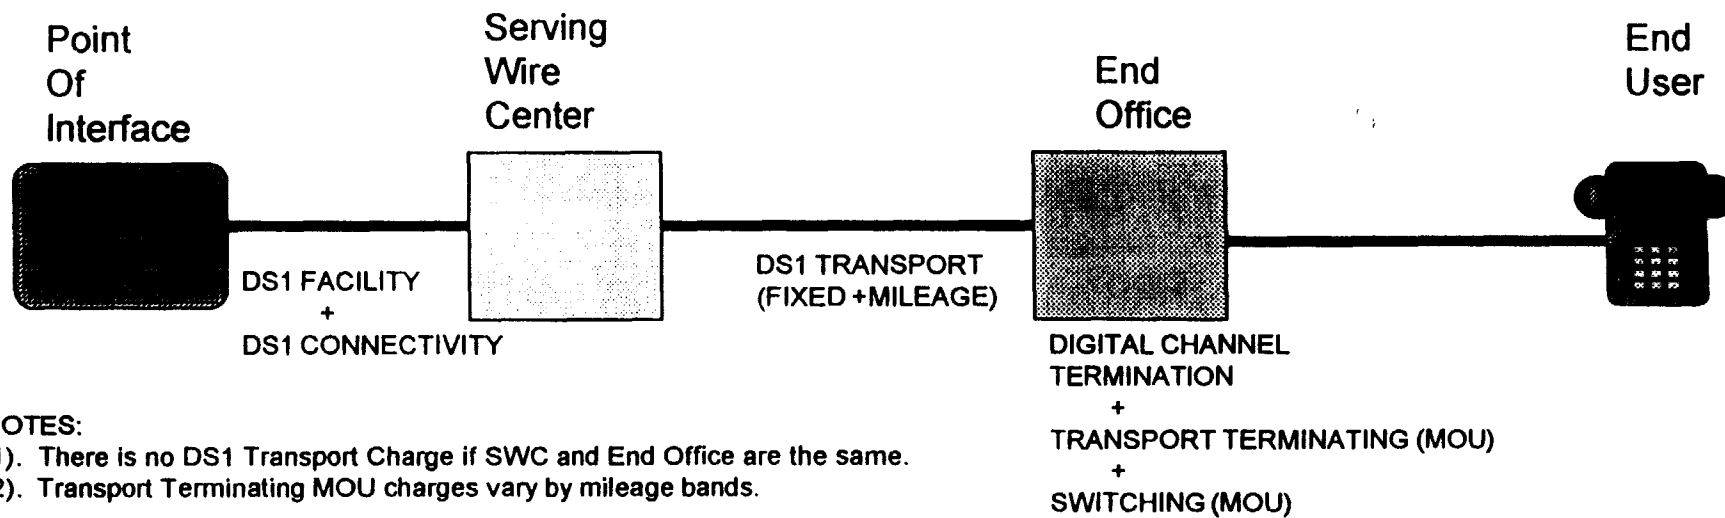 Point
Of
Interface
Serving
Wire
Center
End
Office
End
User
DS1 FACILITY
+
DS1 CONNECTIVITY
DS1 TRANSPORT
(FIXED +MILEAGE)
DIGITAL CHANNEL
TERMINATION
+
TRANSPORT TERMINATING (MOU)
+
SWITCHING (MOU)
OTES:
). There is no DS1 Transport Charge if SWC and End Office are the same.
2). Transport Terminating MOU charges vary by mileage bands.